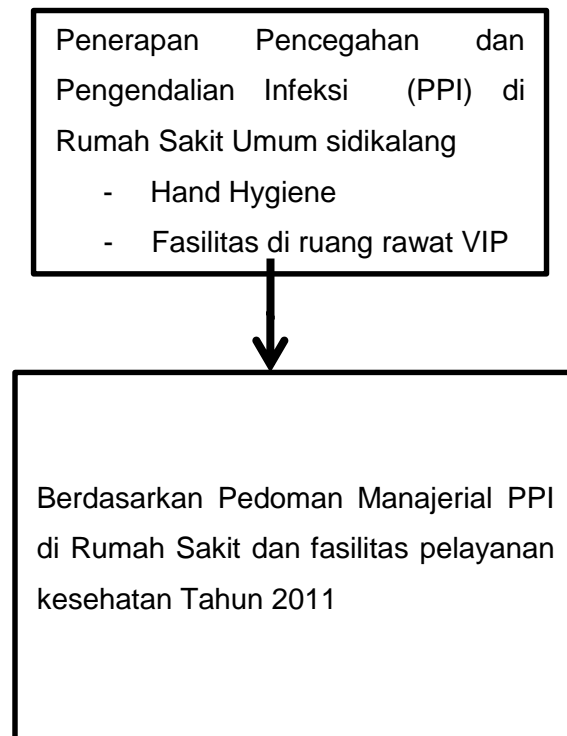 Penerapan Pencegahan dan
Pengendalian Infeksi (PPI) di
Rumah Sakit Umum sidikalang
- Hand Hygiene
- Fasilitas di ruang rawat VIP
Berdasarkan Pedoman Manajerial PPI
di Rumah Sakit dan fasilitas pelayanan
kesehatan Tahun 2011